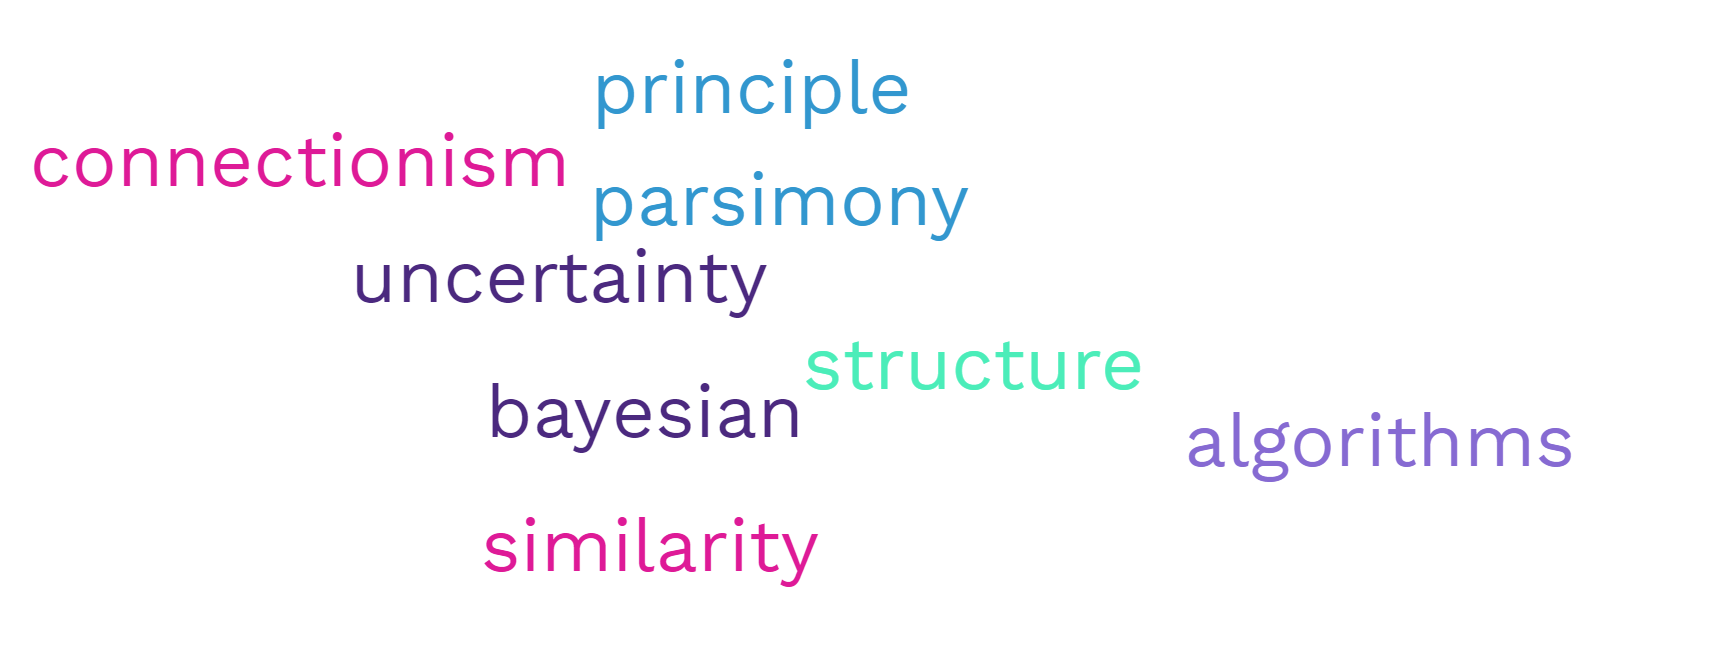 principle
connectionism
parsimony
uncertainty
structure
bayesian
algorithms
similarity